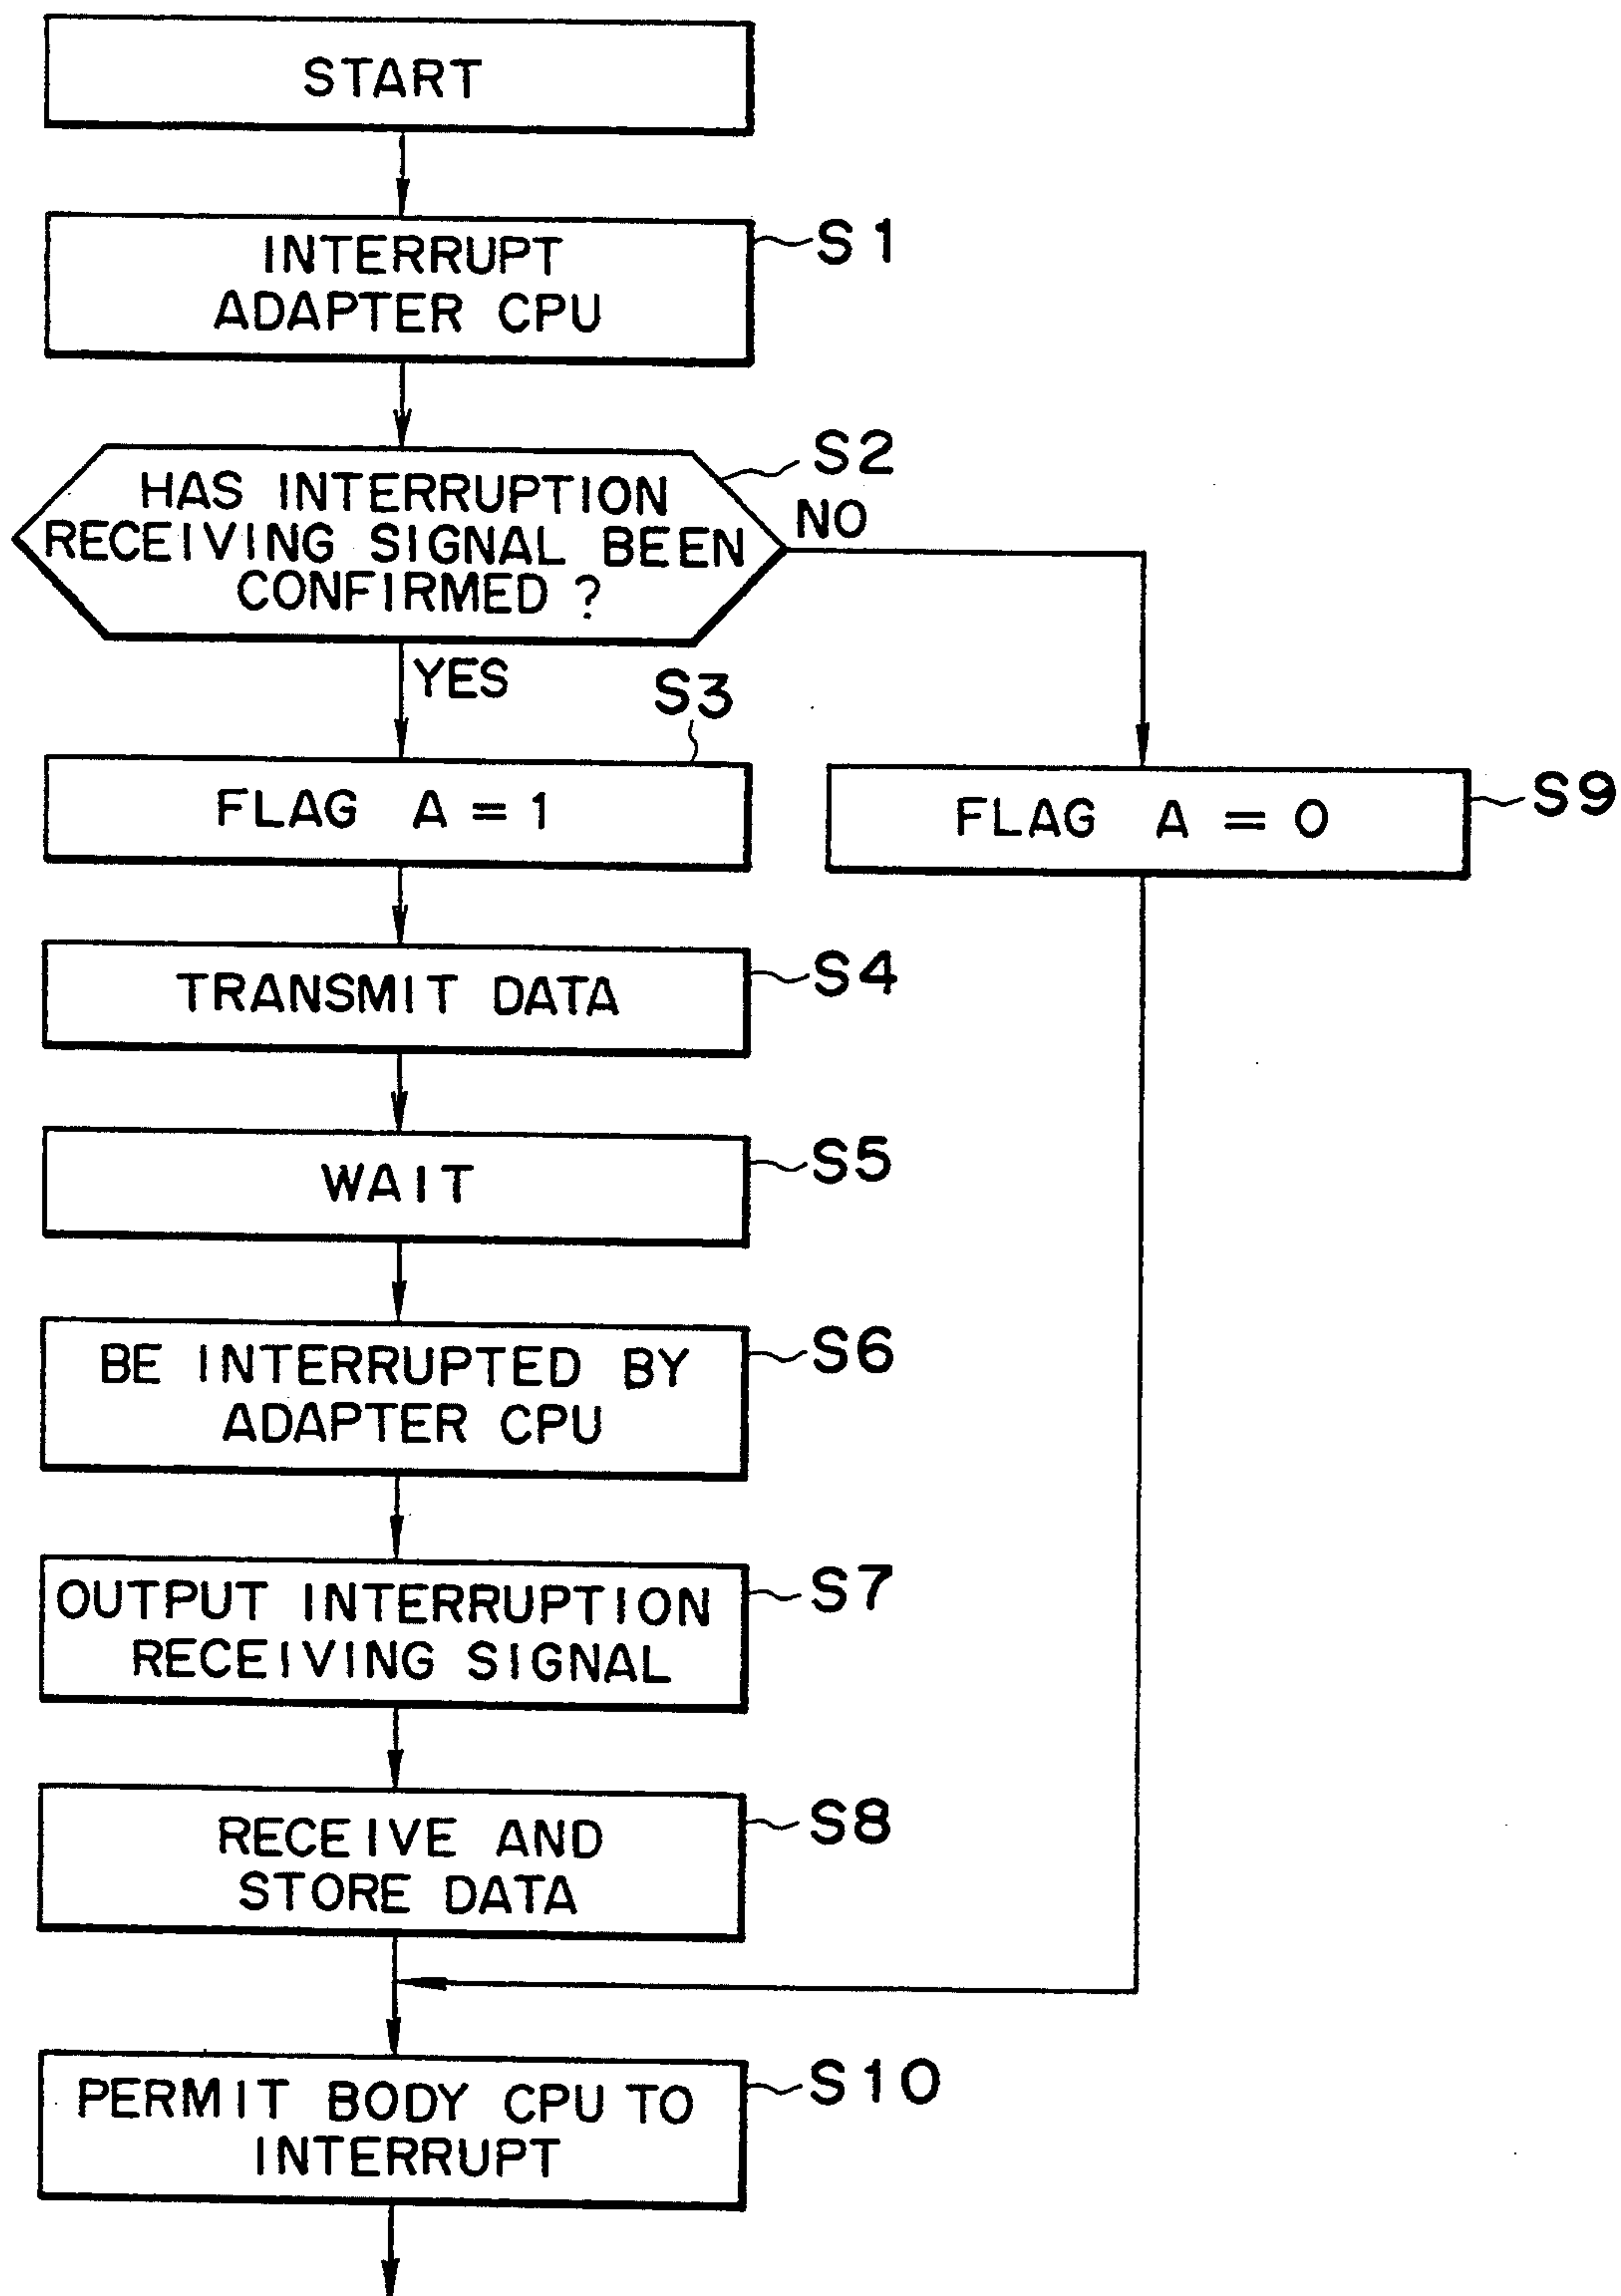 START
S1
INTERRUPT
ADAPTER CPU
S2
HAS INTERRUPTION
RECEIVING SIGNAL BEEN
CONFIRMED ?
NO
YES
S3
FLAG A = 1
FLAG A = 0
S9
TRANSMIT DATA
S4
WAIT
S5
BE INTERRUPTED BY
ADAPTER CPU
S6
OUTPUT INTERRUPTION
RECEIVING SIGNAL
S7
RECEIVE AND
STORE DATA
S8
PERMIT BODY CPU TO
INTERRUPT
S10